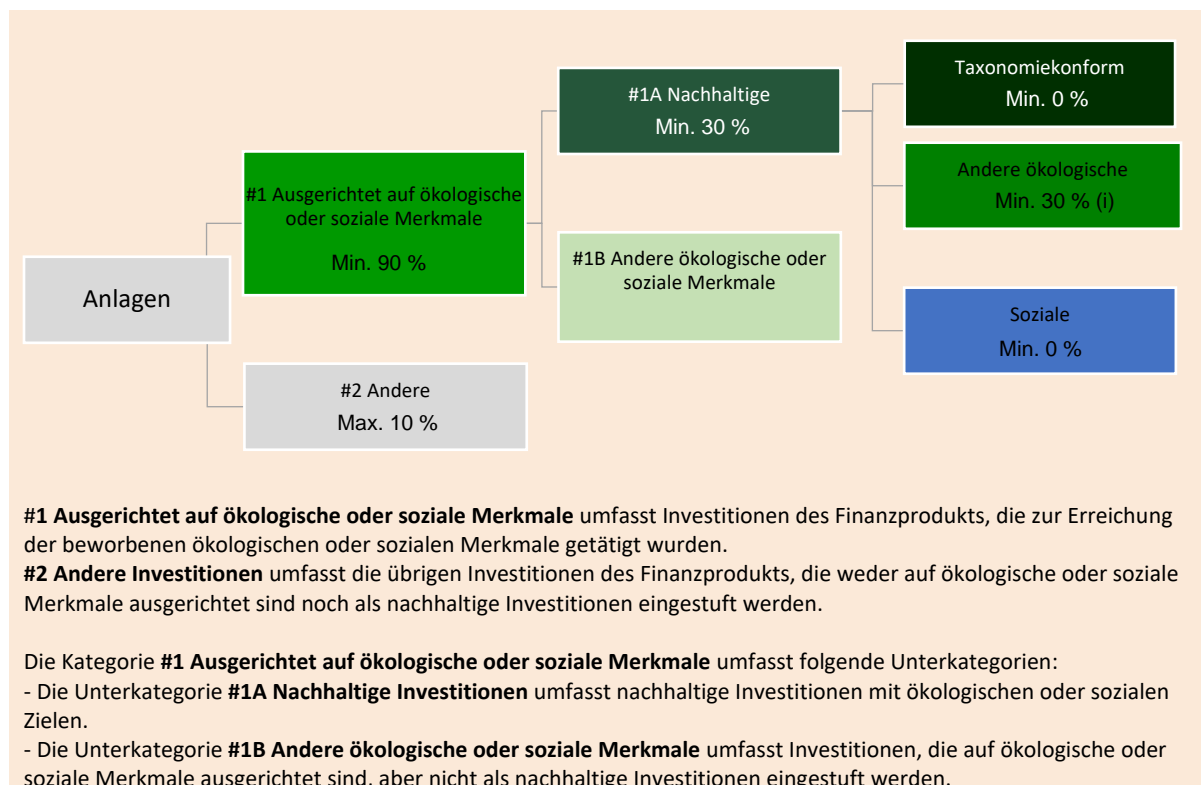 Taxonomiekonform
Min. 0 %
#1A Nachhaltige
Min. 30 %
Andere ökologische
Min. 30 % (i)
#1 Ausgerichtet auf ökologische
oder soziale Merkmale
Min. 90 %
#1B Andere ökologische oder
soziale Merkmale
Anlagen
Soziale
Min. 0 %
#2 Andere
Max. 10 %
#1 Ausgerichtet auf ökologische oder soziale Merkmale umfasst Investitionen des Finanzprodukts, die zur Erreichung
der beworbenen ökologischen oder sozialen Merkmale getätigt wurden.
#2 Andere Investitionen umfasst die übrigen Investitionen des Finanzprodukts, die weder auf ökologische oder soziale
Merkmale ausgerichtet sind noch als nachhaltige Investitionen eingestuft werden.
Die Kategorie #1 Ausgerichtet auf ökologische oder soziale Merkmale umfasst folgende Unterkategorien:
- Die Unterkategorie #1A Nachhaltige Investitionen umfasst nachhaltige Investitionen mit ökologischen oder sozialen
Zielen.
- Die Unterkategorie #1B Andere ökologische oder soziale Merkmale umfasst Investitionen, die auf ökologische oder
soziale Merkmale ausgerichtet sind, aber nicht als nachhaltige Investitionen eingestuft werden.